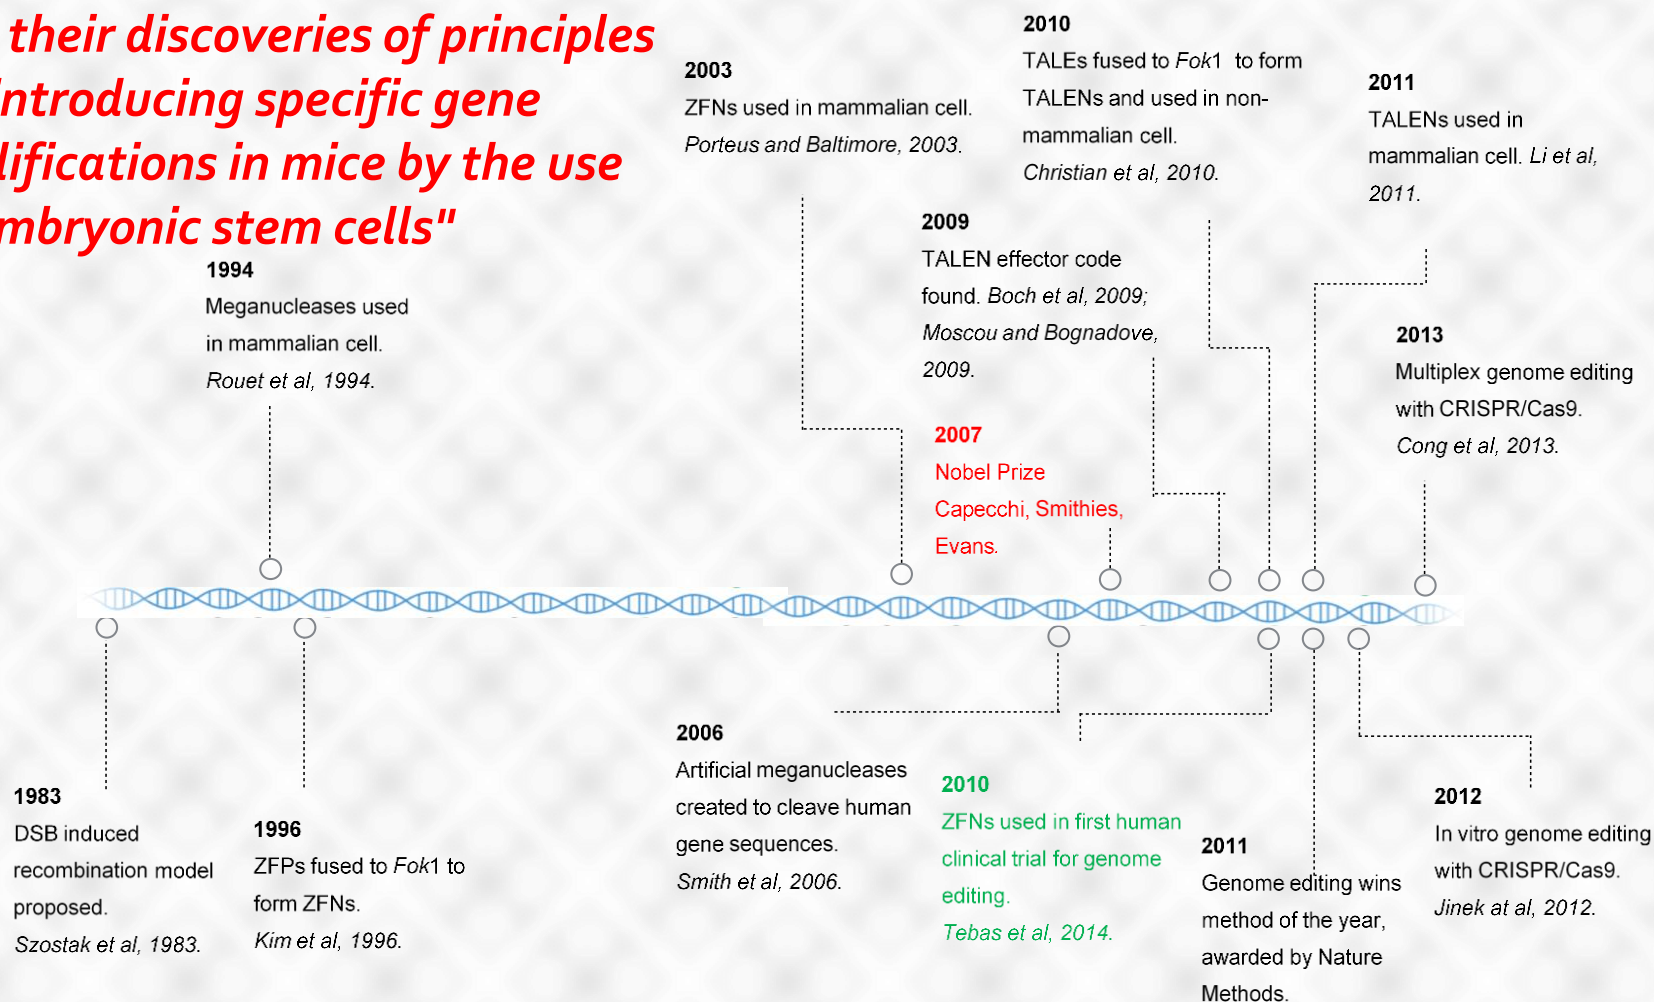 their discoveries of principles
introducing specific gene
lifications in mice by the use
mbryonic stem cells"
1994
Meganucleases used
in mammalian cell.
Rouet et al, 1994.
2003
ZFNs used in mammalian cell.
Porteus and Baltimore, 2003.
2010
TALEs fused to Fok1 to form
TALENs and used in non-
mammalian cell.
Christian et al, 2010.
2011
TALENs used in
mammalian cell. Li et al,
2011.
2009
TALEN effector code
found. Boch et al, 2009;
Moscou and Bognadove,
2009.
2007
Nobel Prize
Capecchi, Smithies,
Evans.
2013
Multiplex genome editing
with CRISPR/Cas9.
Cong et al, 2013.
1983
DSB induced
recombination model
proposed.
Szostak et al, 1983.
1996
ZFPs fused to Fok1 to
form ZFNs.
Kim et al, 1996.
2006
Artificial meganucleases
created to cleave human
gene sequences.
Smith et al, 2006.
2010
ZFNs used in first human
clinical trial for genome
editing.
Tebas et al, 2014.
2011
Genome editing wins
method of the year,
awarded by Nature
Methods.
2012
In vitro genome editing
with CRISPR/Cas9.
Jinek at al, 2012.